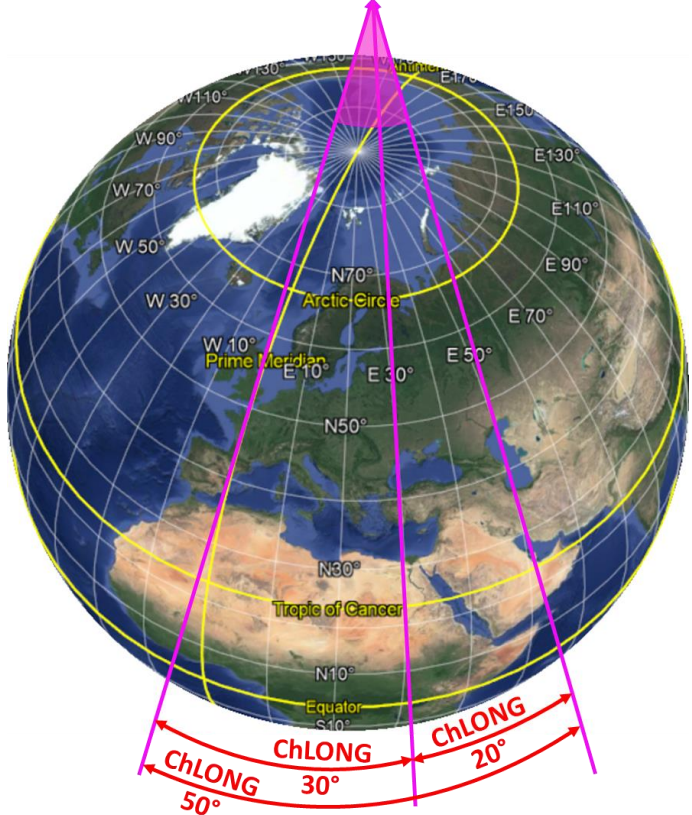 W130°
W150°
E170°
W110°
E150°
W 90°
E130°
W 70°
E110°
W 50°
E 90°
N70°
W 30°
Arctic Circle
E 70°
W 10°
E 50°
Prime Meridian
E 10°
E 30°
N50°
N30°
Tropic of Cancer
N10°
Equator
S10°
ChLONG
30°
ChLONG
20°
ChLONG
50°